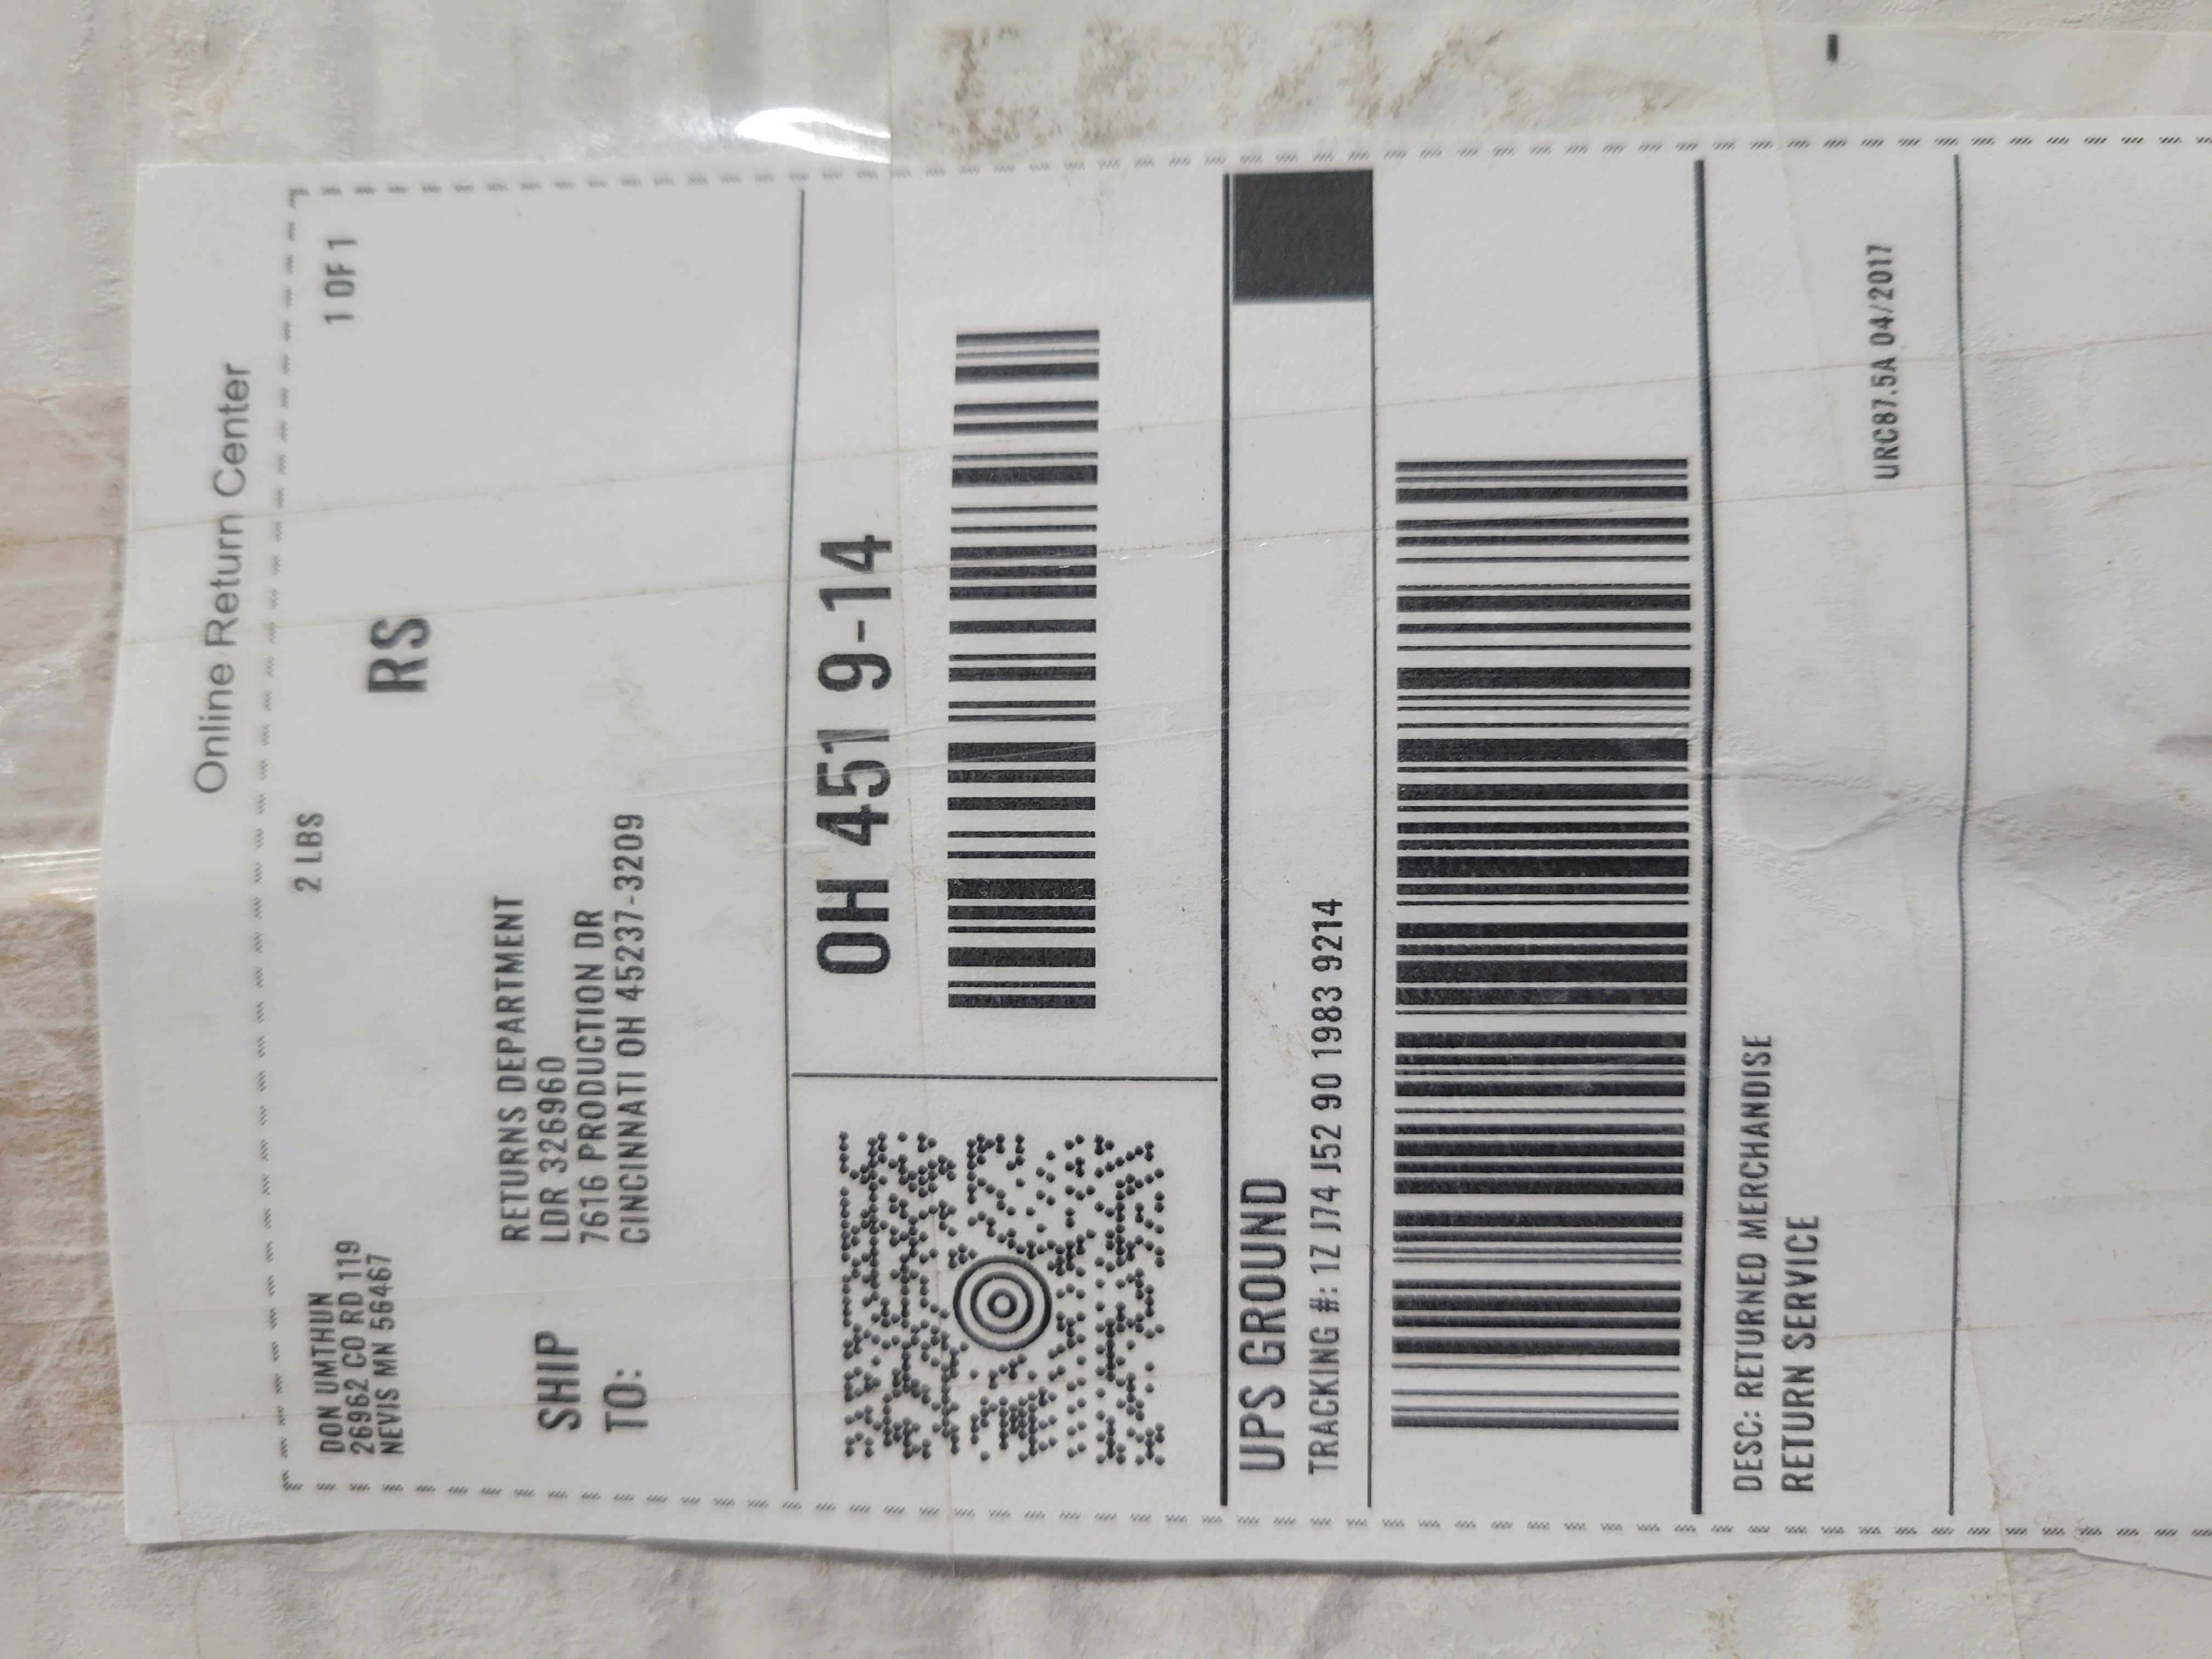 Online Return Center
DON UMTHUN
26962 CO RD 119
NEVIS MN 56467
2 LBS
1 OF 1
RS
SHIP
TO:
RETURNS DEPARTMENT
LDR 326960
7616 PRODUCTION DR
CINCINNATI OH 45237-3209
OH 451 9-14
UPS GROUND
TRACKING #: 1Z J74 J52 90 1983 9214
DESC: RETURNED MERCHANDISE
RETURN SERVICE
URC87.5A 04/2017